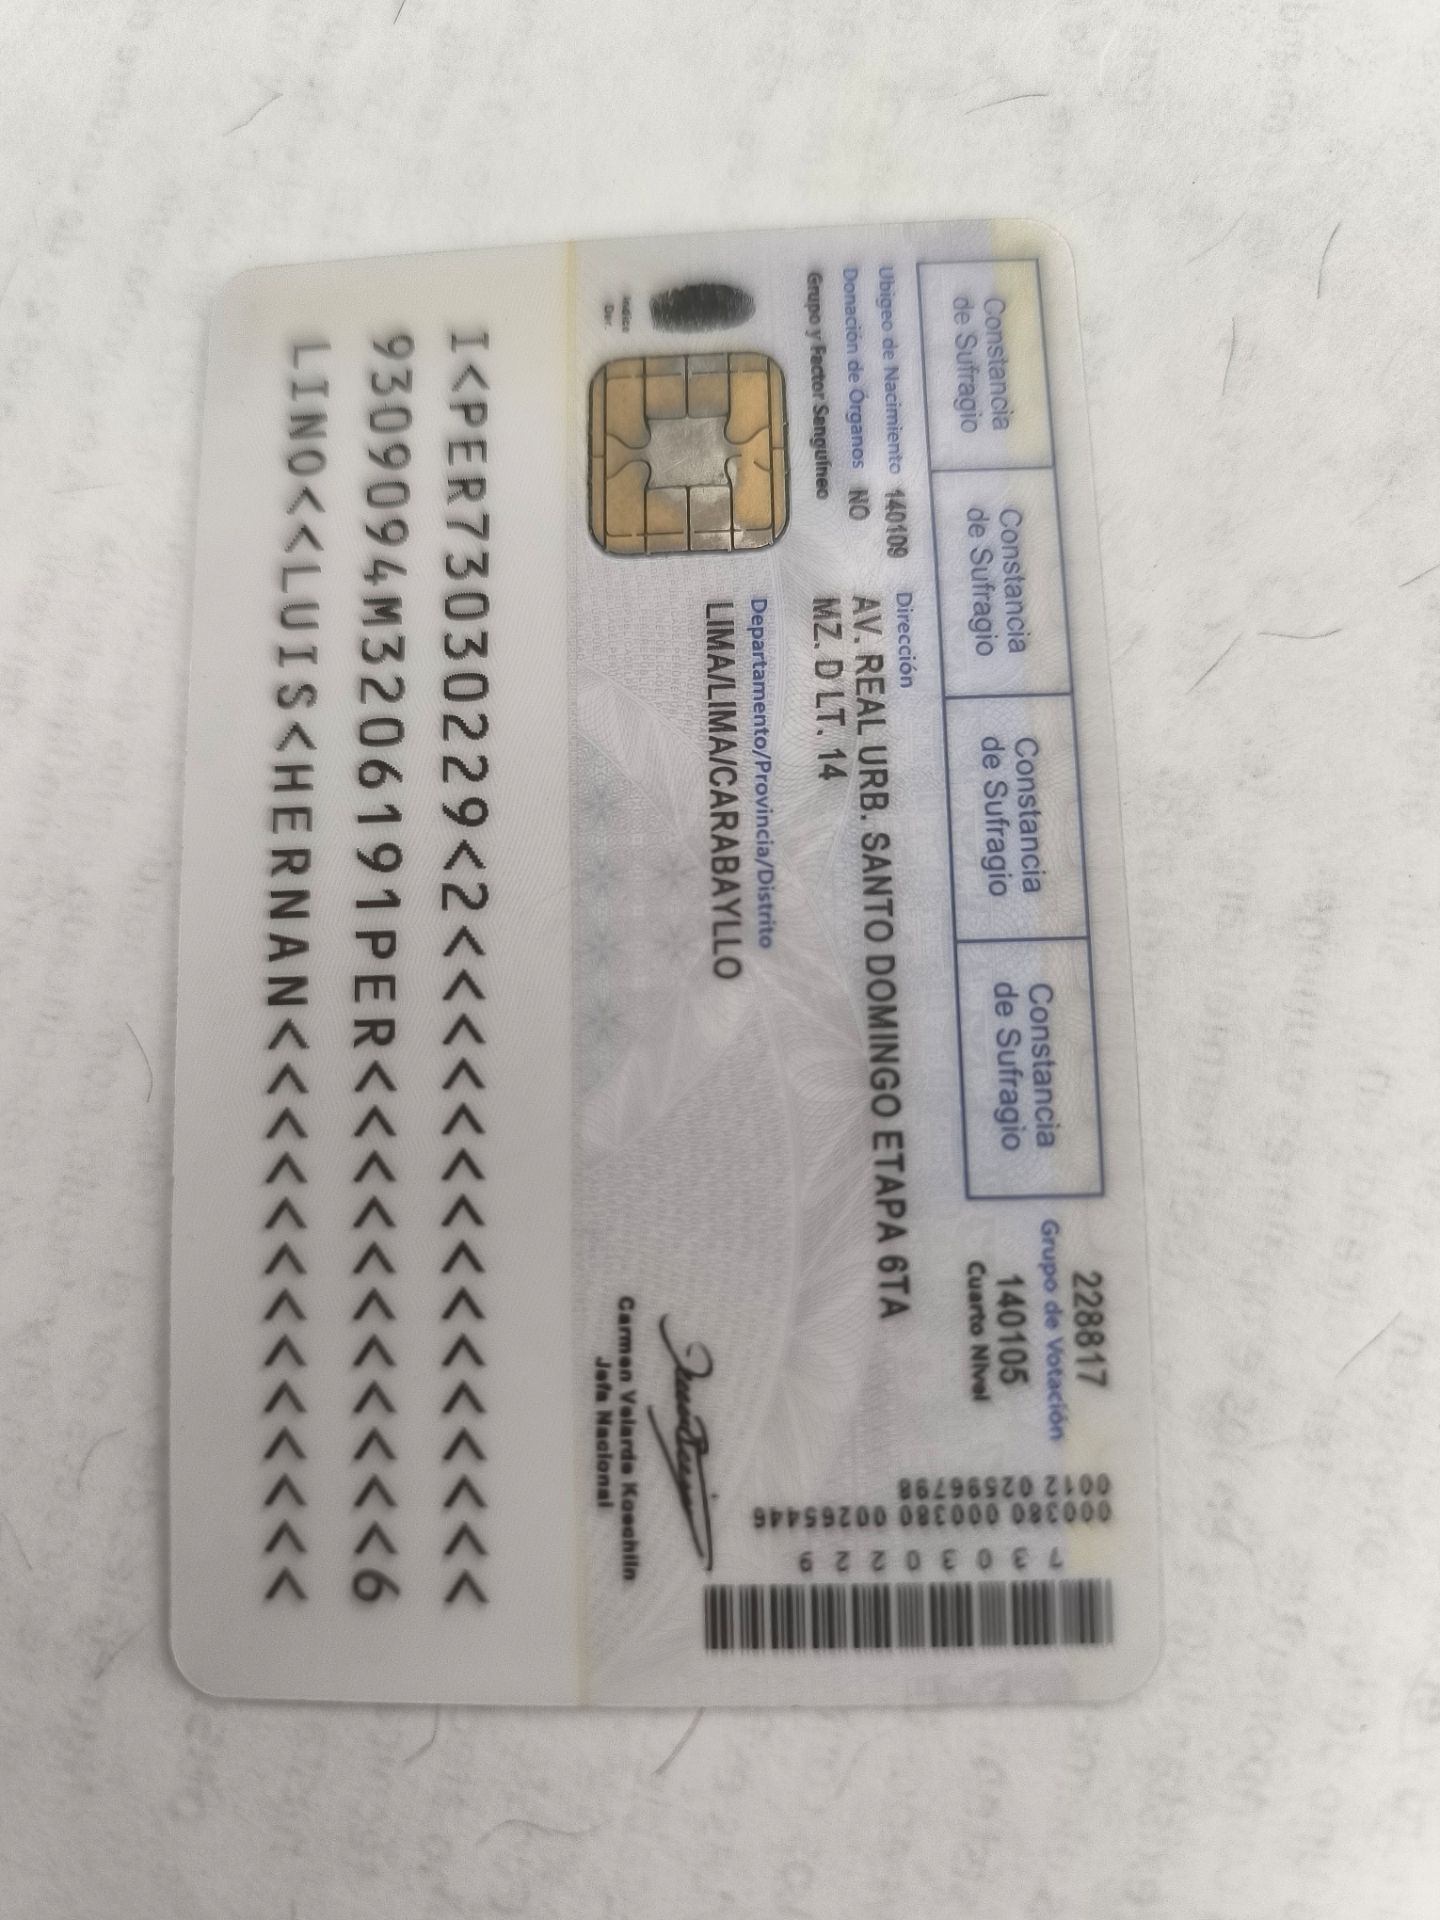 Constancia
de Sufragio
Constancia
de Sufragio
Constancia
de Sufragio
Constancia
de Sufragio
228817
Grupo de Votación
140105
Cuarto Nivel
Ubigeo de Nacimiento 140109
Donación de Órganos NO
Grupo y Factor Sanguíneo
Dirección
AV. REAL URB. SANTO DOMINGO ETAPA 6TA
MZ. D LT. 14
Departamento/Provincia/Distrito
LIMA/LIMA/CARABAYLLO
Indice
Der.
Carmen Velarde Koechlin
Jefa Nacional
0012 02596798
000380 000380 00265446
7 3 0 3 0 2 2 9
I<PER73030229<2<<<<<<<<<<<<<<<
9309094M3206191PER<<<<<<<<<<<6
LINO<<LUIS<HERNAN<<<<<<<<<<<<<